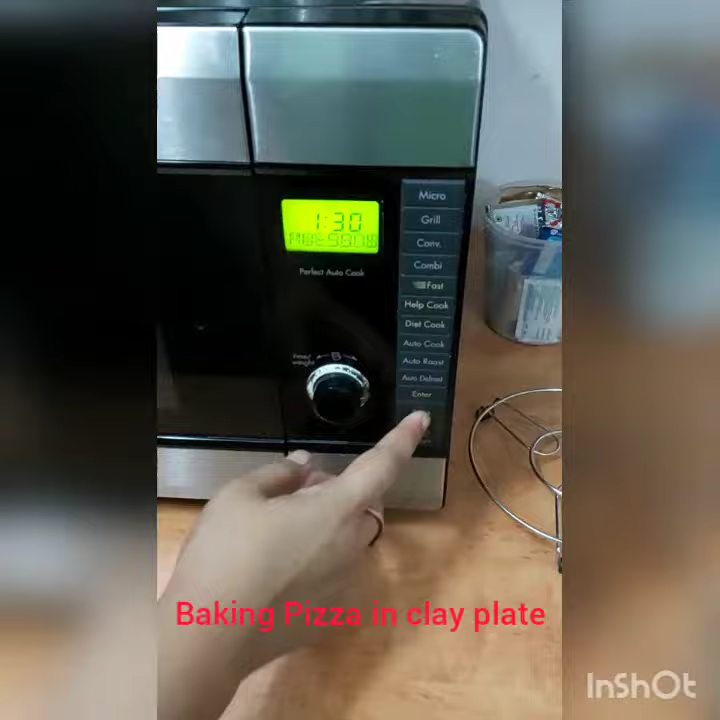 1:30
Perfect Auto Cook
Micro
Grill
Conv.
Combi
Fast
Help Cook
Diet Cook
Auto Cook
Auto Roast
Auto Defrost
Enter
Baking Pizza in clay plate
InShOt